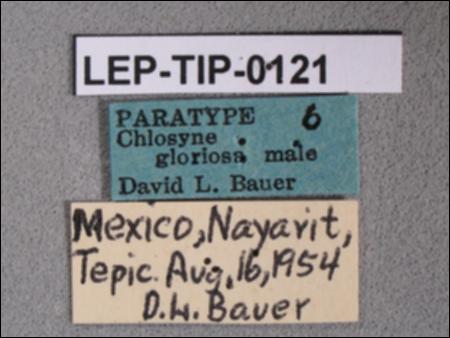 LEP-TIP-0121
PARATYPE 6
Chlosyne
gloriosa male
David L. Bauer
Mexico, Nayarit,
Tepic. Aug, 16, 1954
D.L. Bauer